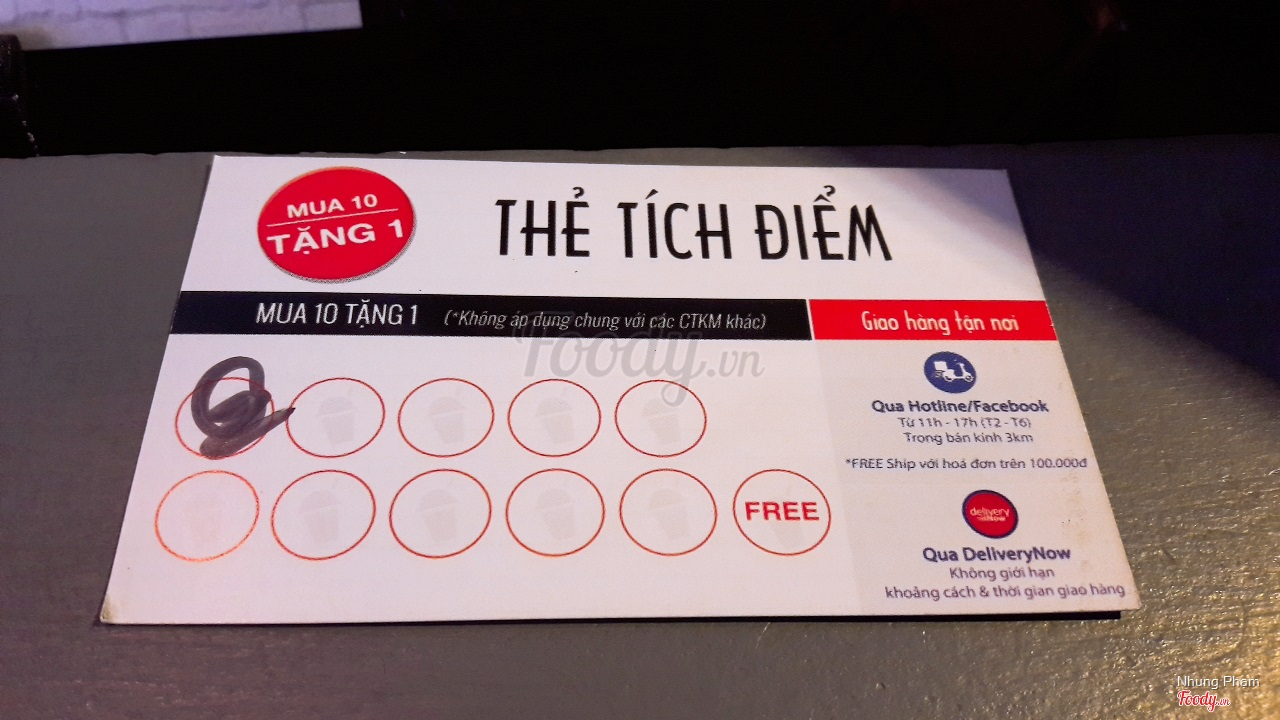 MUA 10
TẶNG 1
THẺ TÍCH ĐIỂM
MUA 10 TẶNG 1 (*Không áp dụng chung với các CTKM khác)
Giao hàng tận nơi
Foody.vn
Qua Hotline/Facebook
Từ 11h - 17h (T2 - T6)
Trong bán kính 3km
*FREE Ship với hoá đơn trên 100.000đ
FREE
delivery
Now
Qua DeliveryNow
Không giới hạn
khoảng cách & thời gian giao hàng
Nhung Pham
Foody.vn